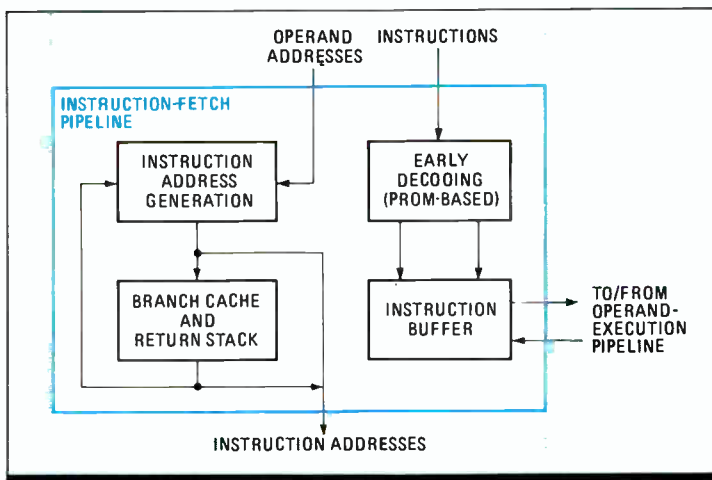 OPERAND
ADDRESSES
INSTRUCTIONS
INSTRUCTION-FETCH
PIPELINE
INSTRUCTION
ADDRESS
GENERATION
EARLY
DECODING
(PROM-BASED)
BRANCH CACHE
AND
RETURN STACK
INSTRUCTION
BUFFER
TO/FROM
OPERAND-
EXECUTION
PIPELINE
INSTRUCTION ADDRESSES